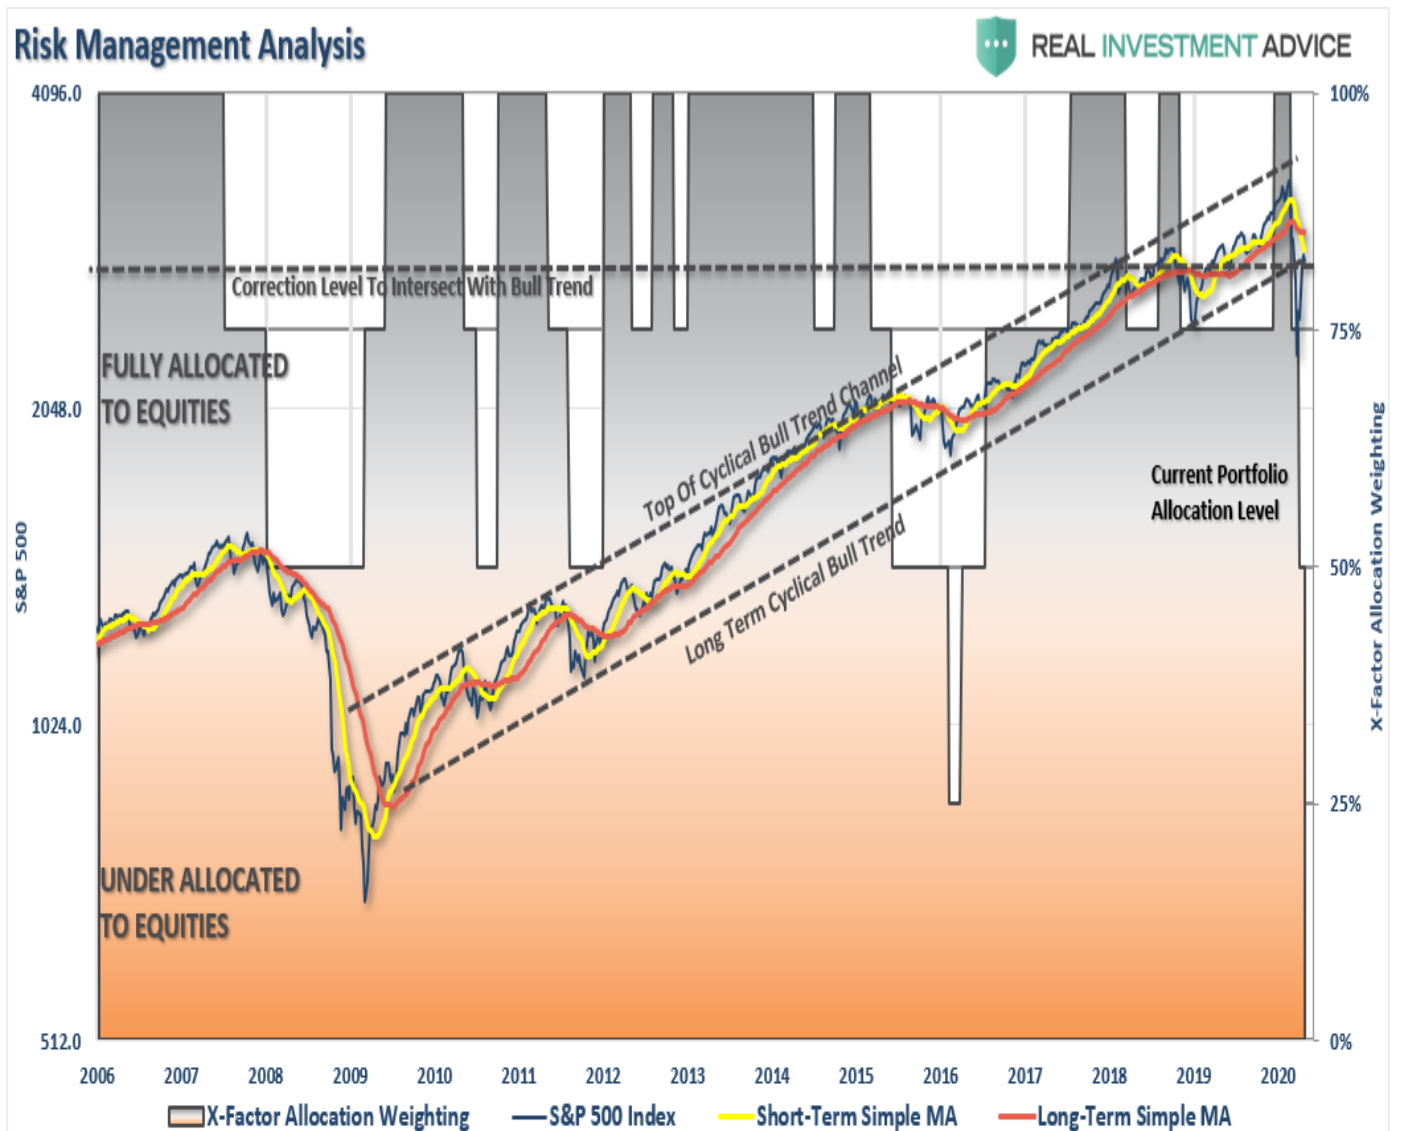 Risk Management Analysis
REAL INVESTMENT ADVICE
4096.0
100%
Correction Level To Intersect With Bull Trend
75%
FULLY ALLOCATED
TO EQUITIES
2048.0
Top Of Cyclical Bull Trend Channel
Current Portfolio
Allocation Level
Long Term Cyclical Bull Trend
S&P 500
X-Factor Allocation Weighting
50%
1024.0
25%
UNDER ALLOCATED
TO EQUITIES
512.0
0%
2006 2007 2008 2009 2010 2011 2012 2013 2014 2015 2016 2017 2018 2019 2020
X-Factor Allocation Weighting S&P 500 Index Short-Term Simple MA Long-Term Simple MA